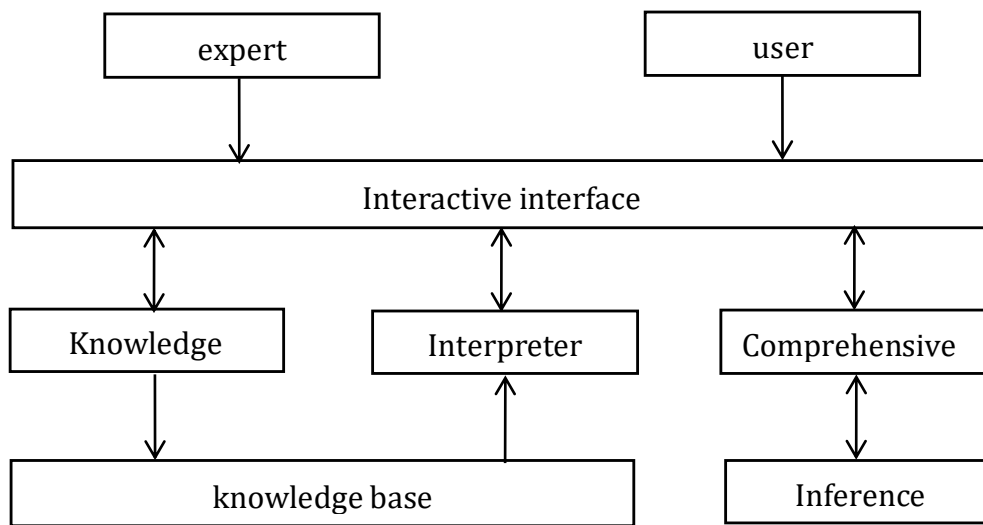 expert
user
Interactive interface
Knowledge
Interpreter
Comprehensive
knowledge base
Inference